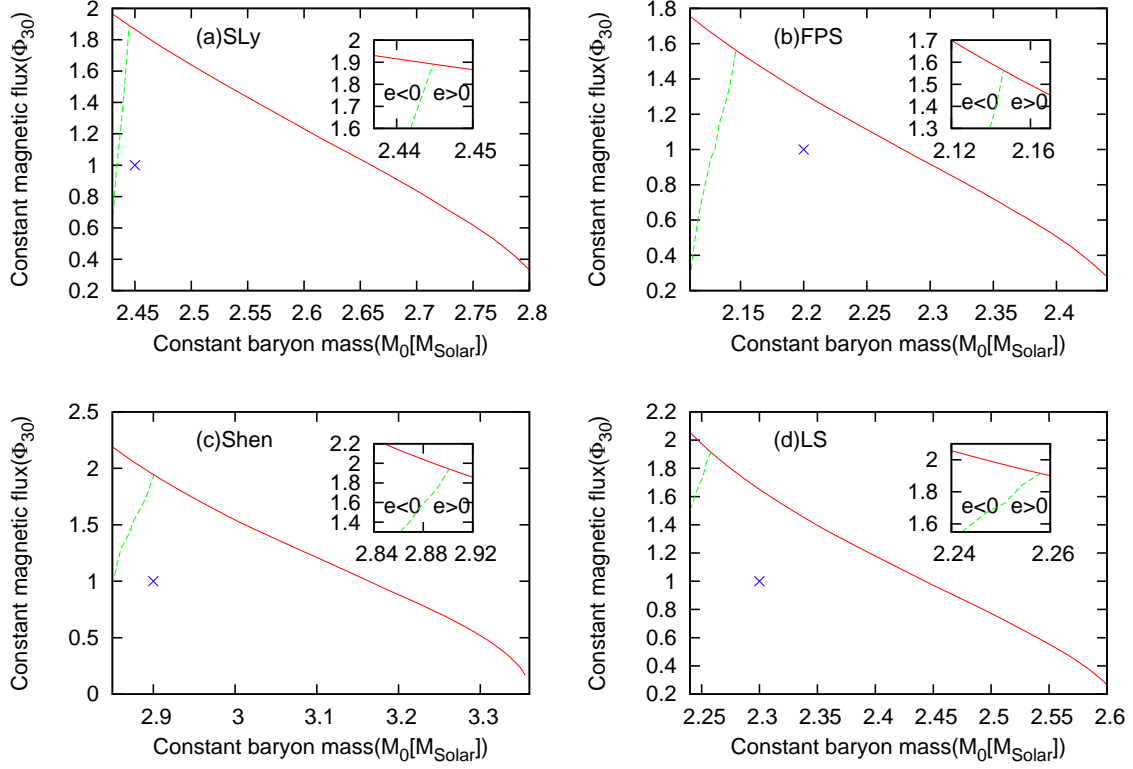 (a)SLy
Constant magnetic flux(Φ30)
2
1.8
1.6
1.4
1.2
1
0.8
0.6
0.4
0.2
2.45 2.5 2.55 2.6 2.65 2.7 2.75 2.8
Constant baryon mass(M0[MSolar])
2
1.9
1.8
1.7
1.6
e<0 e>0
2.44 2.45
(b)FPS
Constant magnetic flux(Φ30)
1.8
1.6
1.4
1.2
1
0.8
0.6
0.4
0.2
2.15 2.2 2.25 2.3 2.35 2.4
Constant baryon mass(M0[MSolar])
1.7
1.6
1.5
1.4
1.3
e<0 e>0
2.12 2.16
(c)Shen
Constant magnetic flux(Φ30)
2.5
2
1.5
1
0.5
0
2.9 3 3.1 3.2 3.3
Constant baryon mass(M0[MSolar])
2.2
2
1.8
1.6
1.4
e<0 e>0
2.84 2.88 2.92
(d)LS
Constant magnetic flux(Φ30)
2.2
2
1.8
1.6
1.4
1.2
1
0.8
0.6
0.4
0.2
2.25 2.3 2.35 2.4 2.45 2.5 2.55 2.6
Constant baryon mass(M0[MSolar])
2
1.9
1.8
1.7
1.6
e<0 e>0
2.24 2.26